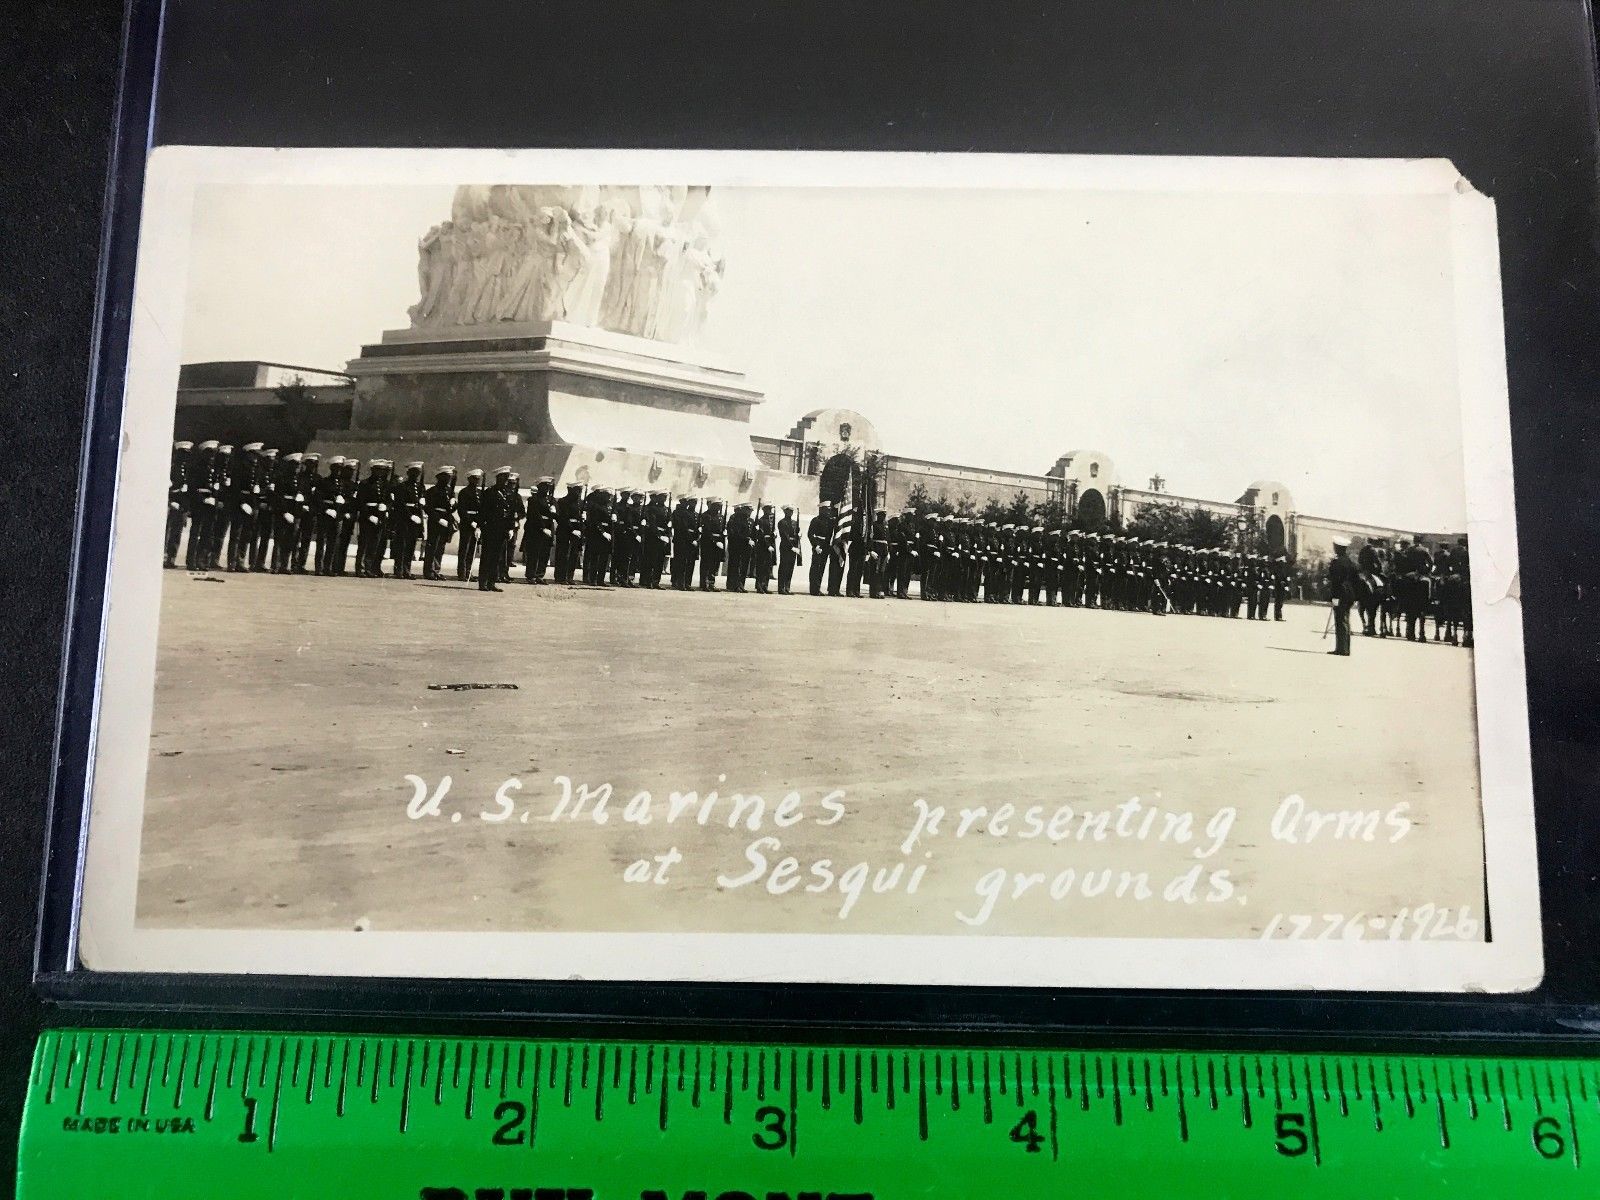 U.S. Marines presenting Arms
at Sesqui grounds.
1776-1926
1 2 3 4 5 6
MADE IN USA